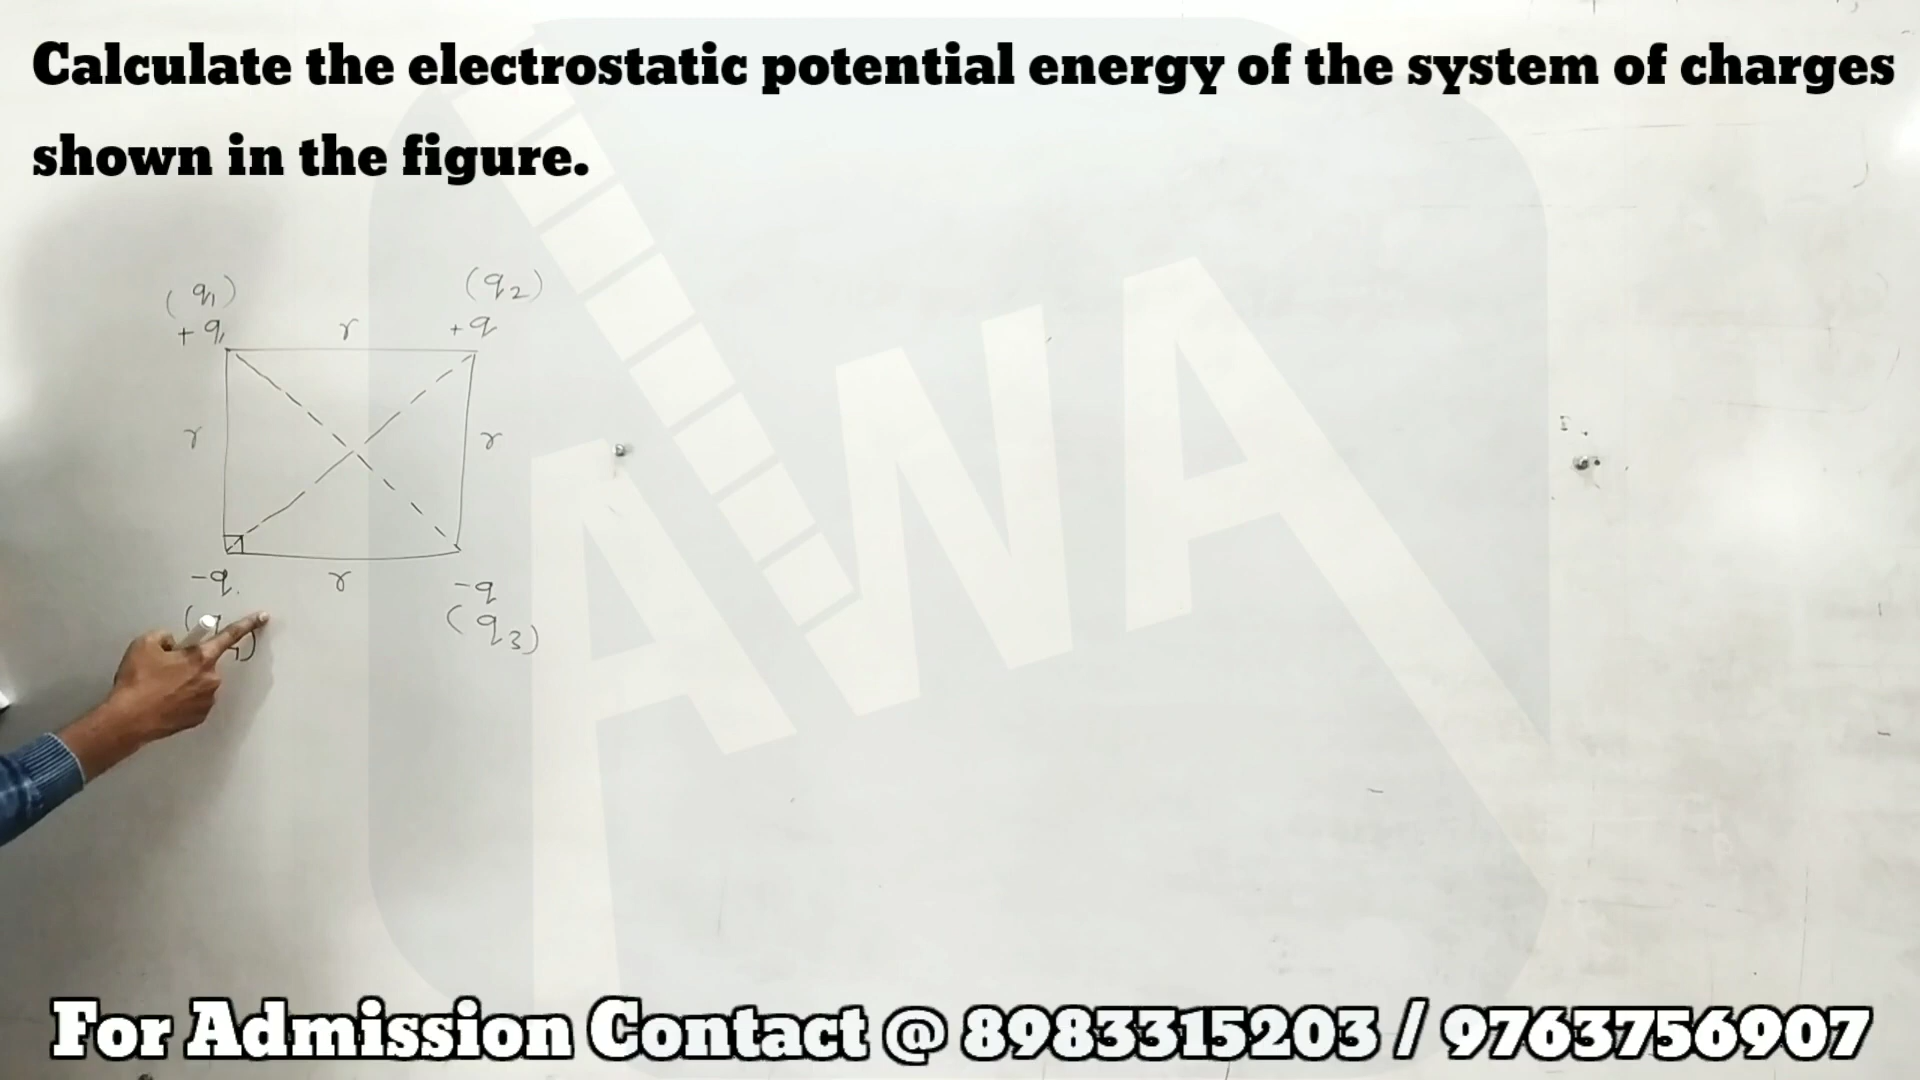 Calculate the electrostatic potential energy of the system of charges
shown in the figure.
(q1) (q2)
+q r +q
r r
-q r -q
(q3)
For Admission Contact @ 8983315203 / 9763756907
AWA